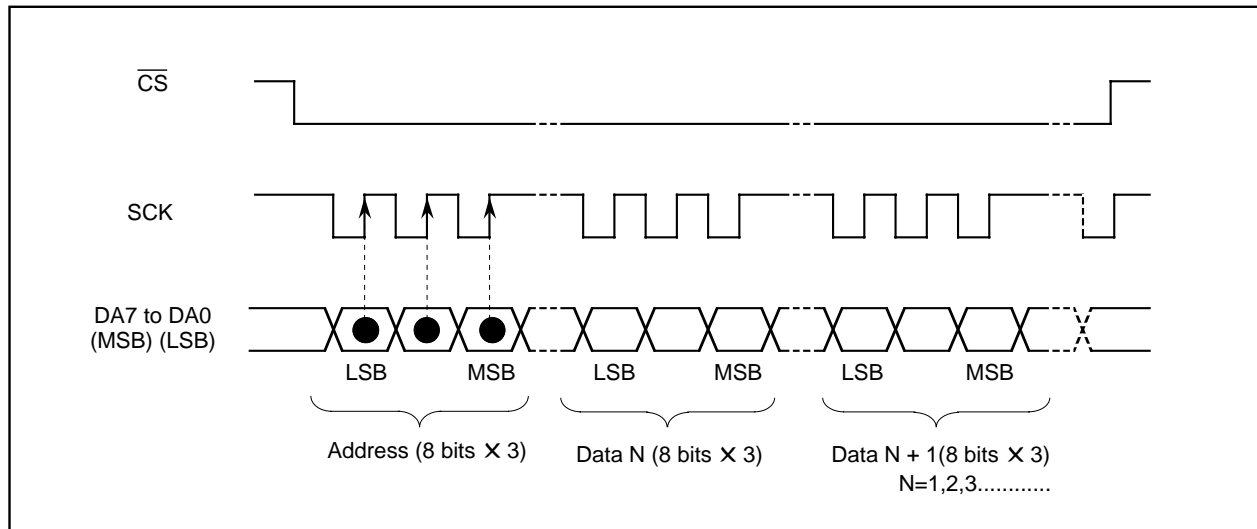 CS
SCK
DA7 to DA0
(MSB) (LSB)
LSB MSB LSB MSB LSB MSB
Address (8 bits × 3) Data N (8 bits × 3) Data N + 1(8 bits × 3)
N=1,2,3............